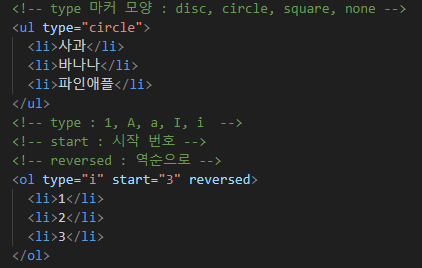 <!-- type 마커 모양 : disc, circle, square, none -->
<ul type="circle">
<li>사과</li>
<li>바나나</li>
<li>파인애플</li>
</ul>
<!-- type : 1, A, a, I, i  -->
<!-- start : 시작 번호 -->
<!-- reversed : 역순으로 -->
<ol type="i" start="3" reversed>
<li>1</li>
<li>2</li>
<li>3</li>
</ol>